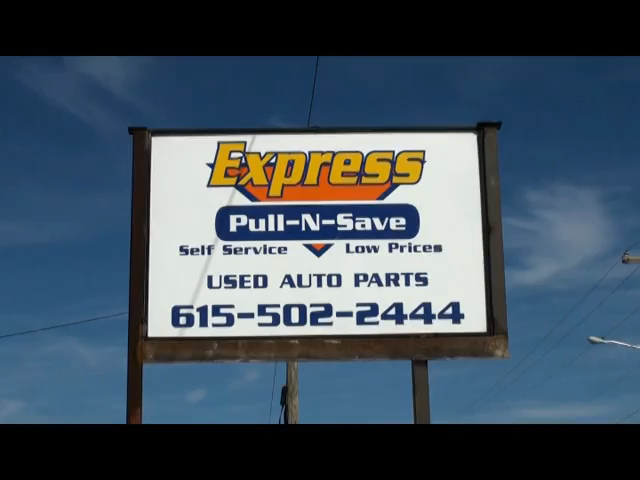 Express
Pull-N-Save
Self Service Low Prices
USED AUTO PARTS
615-502-2444